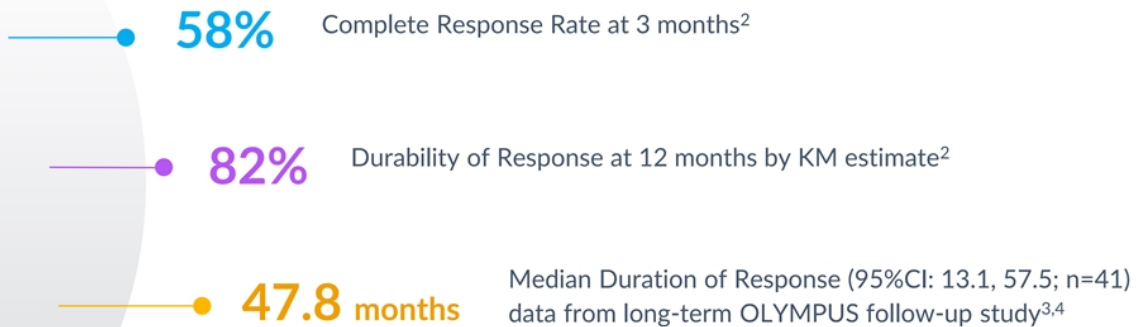 58% Complete Response Rate at 3 months²
82% Durability of Response at 12 months by KM estimate²
47.8 months Median Duration of Response (95%CI: 13.1, 57.5; n=41)
data from long-term OLYMPUS follow-up study³,⁴